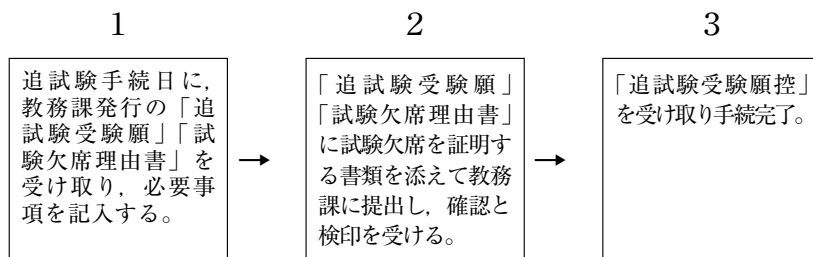 1
追試験手続日に，
教務課発行の「追
試験受験願」「試
験欠席理由書」を
受け取り，必要事
項を記入する。
→
2
「追試験受験願」
「試験欠席理由書」
に試験欠席を証明す
る書類を添えて教務
課に提出し，確認と
検印を受ける。
→
3
「追試験受験願控」
を受け取り手続完了。